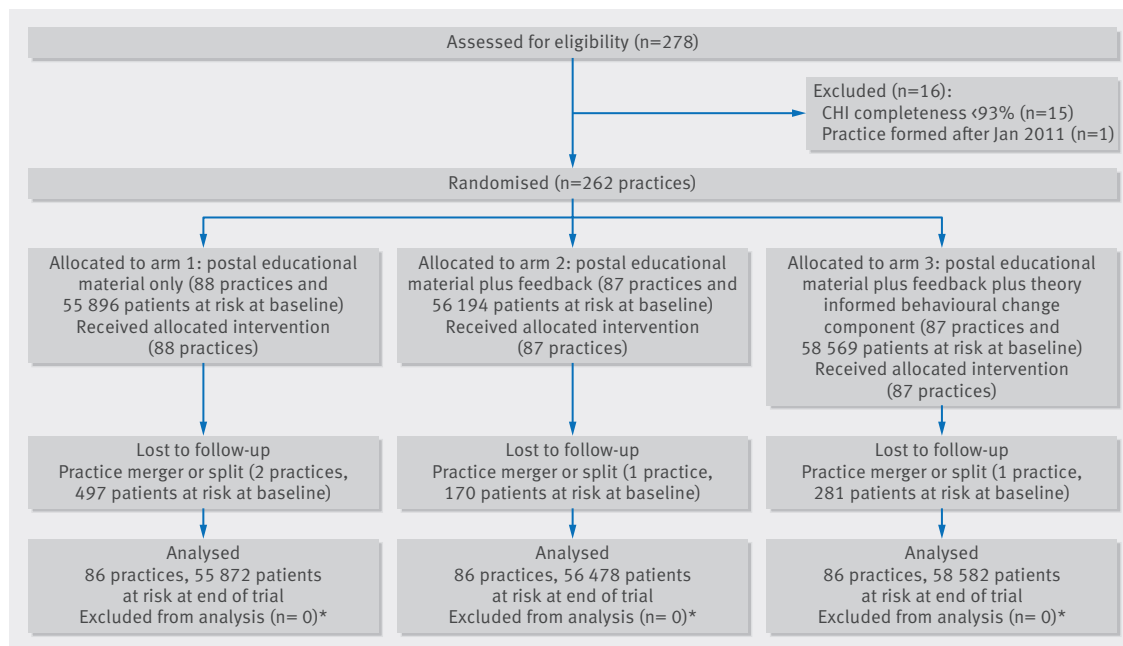 Assessed for eligibility (n=278)
Excluded (n=16):
CHI completeness <93% (n=15)
Practice formed after Jan 2011 (n=1)
Randomised (n=262 practices)
Allocated to arm 1: postal educational
material only (88 practices and
55 896 patients at risk at baseline)
Received allocated intervention
(88 practices)
Allocated to arm 2: postal educational
material plus feedback (87 practices and
56 194 patients at risk at baseline)
Received allocated intervention
(87 practices)
Allocated to arm 3: postal educational
material plus feedback plus theory
informed behavioural change
component (87 practices and
58 569 patients at risk at baseline)
Received allocated intervention
(87 practices)
Lost to follow-up
Practice merger or split (2 practices,
497 patients at risk at baseline)
Lost to follow-up
Practice merger or split (1 practice,
170 patients at risk at baseline)
Lost to follow-up
Practice merger or split (1 practice,
281 patients at risk at baseline)
Analysed
86 practices, 55 872 patients
at risk at end of trial
Excluded from analysis (n= 0)*
Analysed
86 practices, 56 478 patients
at risk at end of trial
Excluded from analysis (n= 0)*
Analysed
86 practices, 58 582 patients
at risk at end of trial
Excluded from analysis (n= 0)*